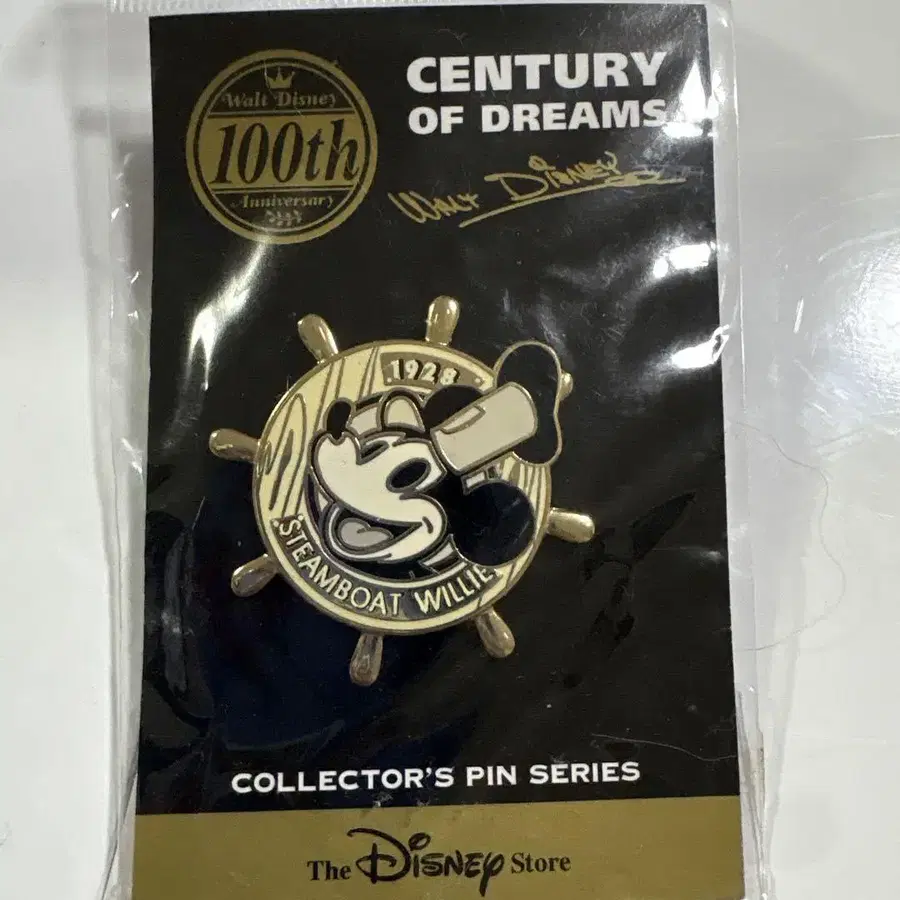 Walt Disney
100th
Anniversary
CENTURY
OF DREAMS
WALT DISNEY
1928
STEAMBOAT WILLIE
COLLECTOR'S PIN SERIES
The DISNEY Store